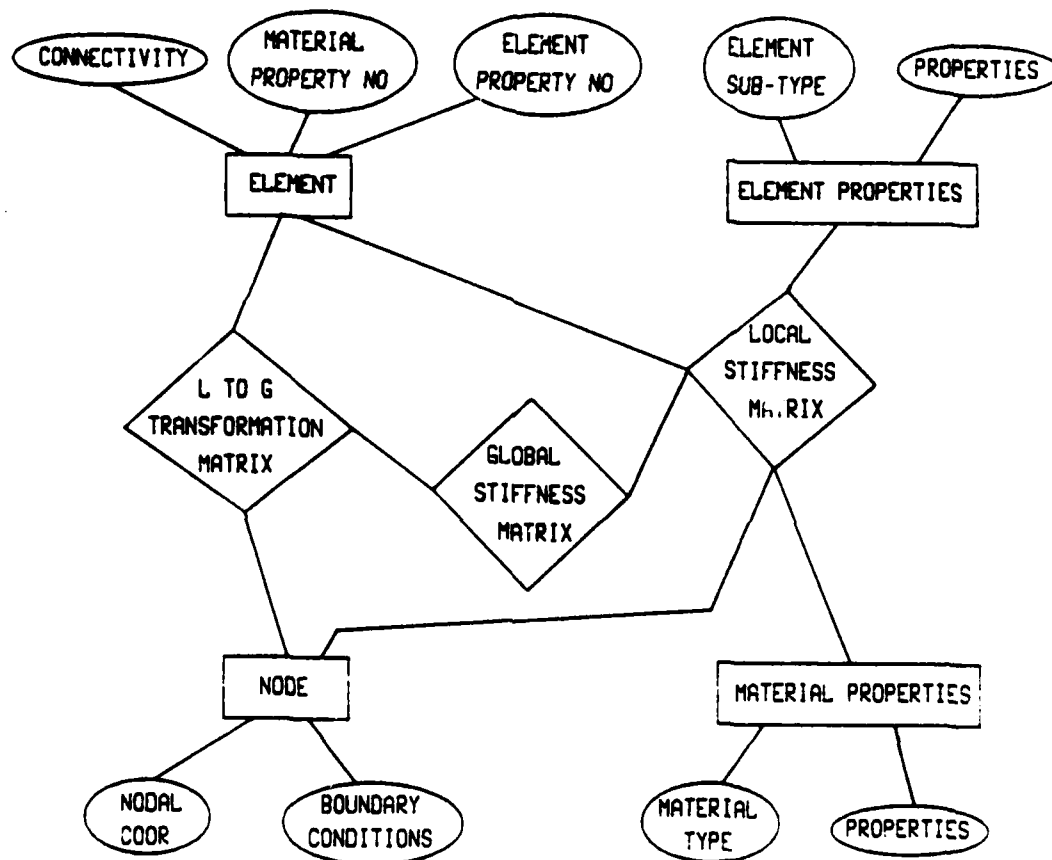 CONNECTIVITY
MATERIAL
PROPERTY NO
ELEMENT
PROPERTY NO
ELEMENT
SUB-TYPE
PROPERTIES
ELEMENT
ELEMENT PROPERTIES
L TO G
TRANSFORMATION
MATRIX
GLOBAL
STIFFNESS
MATRIX
LOCAL
STIFFNESS
NODE
MATERIAL PROPERTIES
NODAL
COOR
BOUNDARY
CONDITIONS
MATERIAL
TYPE
PROPERTIES